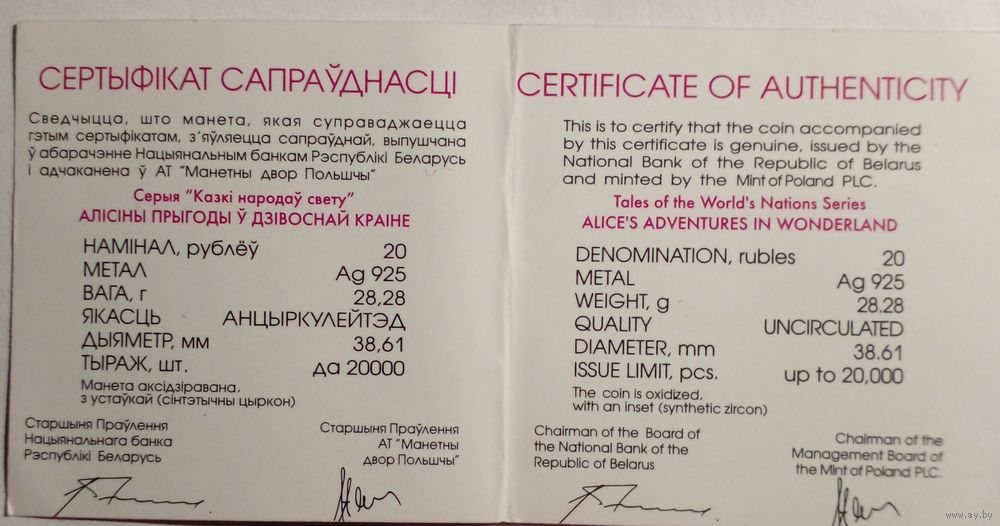 СЕРТЫФІКАТ САПРАЎДНАСЦІ
Сведчыцца, што манета, якая суправаджаецца
гэтым сертыфікатам, з'яўляецца сапраўднай, выпушчана
ў абарачэнне Нацыянальным банкам Рэспублікі Беларусь
і адчаканена ў АТ "Манетны двор Польшчы"
Серыя "Казкі народаў свету"
АЛІСІНЫ ПРЫГОДЫ Ў ДЗІВОСНАЙ КРАІНЕ
НАМІНАЛ, рублёў 20
МЕТАЛ Ag 925
ВАГА, г 28,28
ЯКАСЦЬ АНЦЫРКУЛЕЙТЭД
ДЫЯМЕТР, мм 38,61
ТЫРАЖ, шт. да 20000
Манета аксідзіравана,
з устаўкай (сінтэтычны цыркон)
Старшыня Праўлення
Нацыянальнага банка
Рэспублікі Беларусь
Старшыня Праўлення
АТ "Манетны
двор Польшчы"
CERTIFICATE OF AUTHENTICITY
This is to certify that the coin accompanied
by this certificate is genuine, issued by the
National Bank of the Republic of Belarus
and minted by the Mint of Poland PLC.
Tales of the World's Nations Series
ALICE'S ADVENTURES IN WONDERLAND
DENOMINATION, rubles 20
METAL Ag 925
WEIGHT, g 28.28
QUALITY UNCIRCULATED
DIAMETER, mm 38.61
ISSUE LIMIT, pcs. up to 20,000
The coin is oxidized,
with an inset (synthetic zircon)
Chairman of the Board of
the National Bank of the
Republic of Belarus
Chairman of the
Management Board of
the Mint of Poland PLC.
www.ay.by